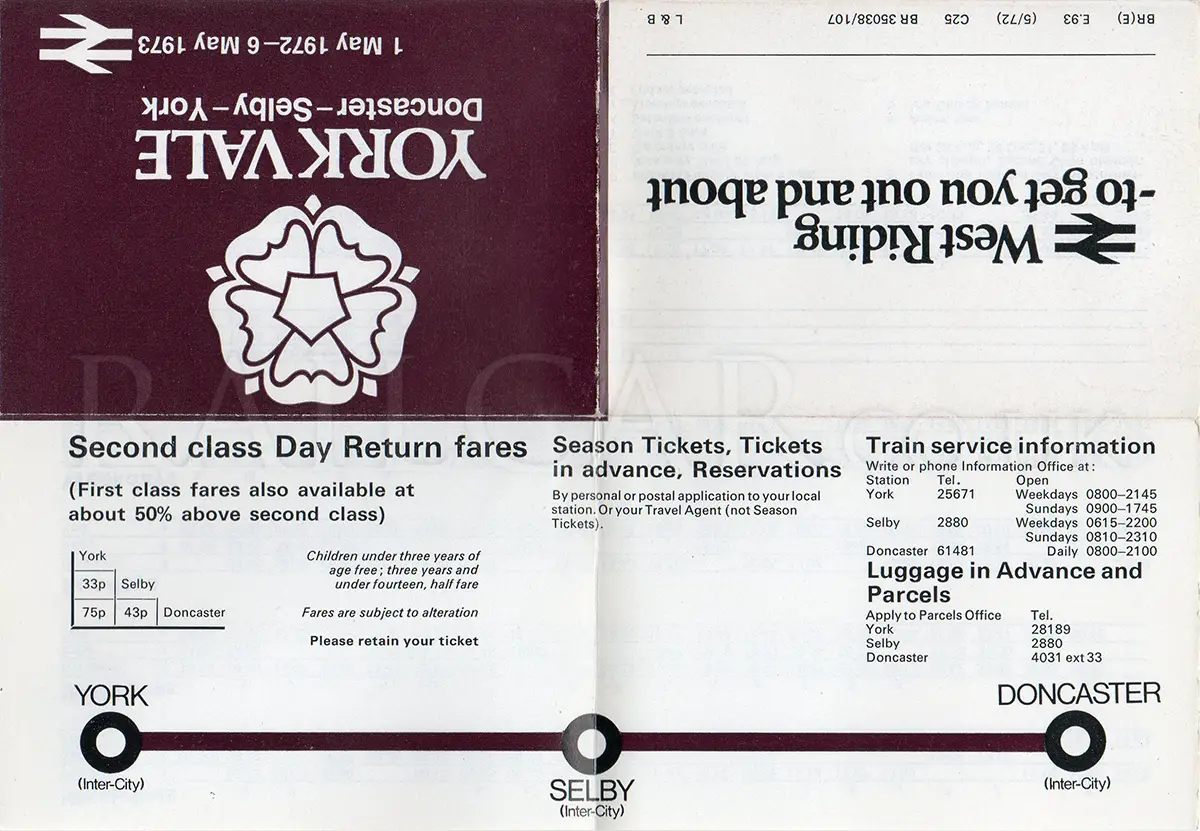 YORK VALE
Doncaster–Selby–York
1 May 1972–6 May 1973
West Riding
-to get you out and about
BR(E) E.93 (5/72) C25 BR 35038/107 L & B
RAILCAR.CO.UK
Second class Day Return fares
(First class fares also available at
about 50% above second class)
York
33p Selby
75p 43p Doncaster
Children under three years of
age free; three years and
under fourteen, half fare
Fares are subject to alteration
Please retain your ticket
Season Tickets, Tickets
in advance, Reservations
By personal or postal application to your local
station. Or your Travel Agent (not Season
Tickets).
Train service information
Write or phone Information Office at:
Station Tel. Open
York 25671 Weekdays 0800–2145
Sundays 0900–1745
Selby 2880 Weekdays 0615–2200
Sundays 0810–2310
Doncaster 61481 Daily 0800–2100
Luggage in Advance and
Parcels
Apply to Parcels Office Tel.
York 28189
Selby 2880
Doncaster 4031 ext 33
YORK
(Inter-City)
SELBY
(Inter-City)
DONCASTER
(Inter-City)